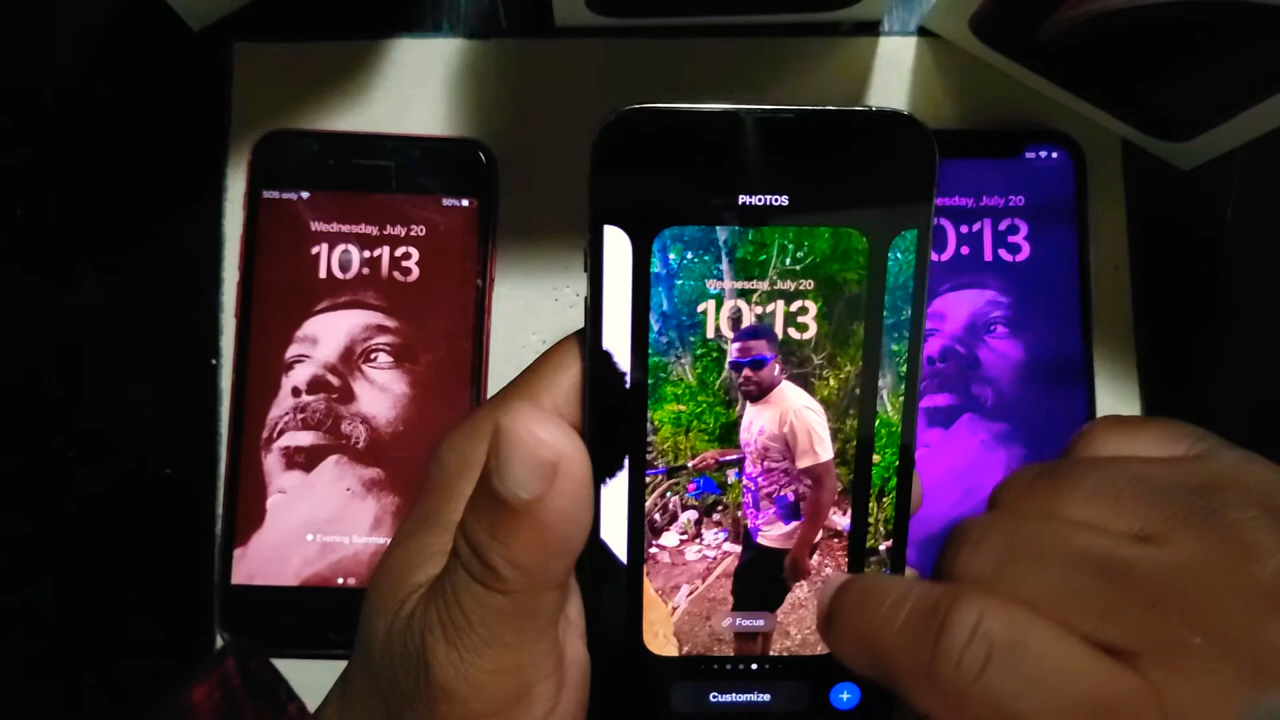 SOS only
50%
Wednesday, July 20
10:13
Evening Summary
PHOTOS
Wednesday, July 20
10:13
Focus
Customize
+
esday, July 20
0:13